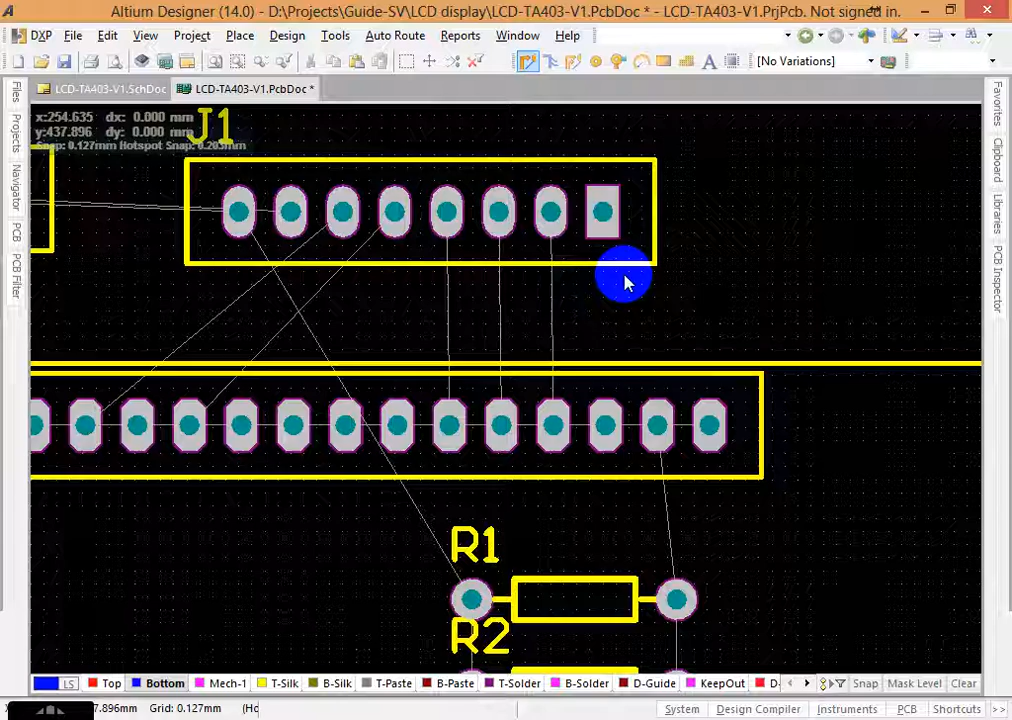 Altium Designer (14.0) - D:\Projects\Guide-SV\LCD display\LCD-TA403-V1.PcbDoc * - LCD-TA403-V1.PrjPcb. Not signed in.
DXP File Edit View Project Place Design Tools Auto Route Reports Window Help
[No Variations]
LCD-TA403-V1.SchDoc LCD-TA403-V1.PcbDoc *
Files
Projects
Navigator
PCB
PCB Filter
x:254.635 dx: 0.000 mm
y:437.896 dy: 0.000 mm
Snap: 0.127mm Hotspot Snap: 0.203mm
J1
R1
R2
Favorites
Clipboard
Libraries
PCB Inspector
LS Top Bottom Mech-1 T-Silk B-Silk T-Paste B-Paste T-Solder B-Solder D-Guide KeepOut D- Snap Mask Level Clear
7.896mm Grid: 0.127mm (Hc
System Design Compiler Instruments PCB Shortcuts >>